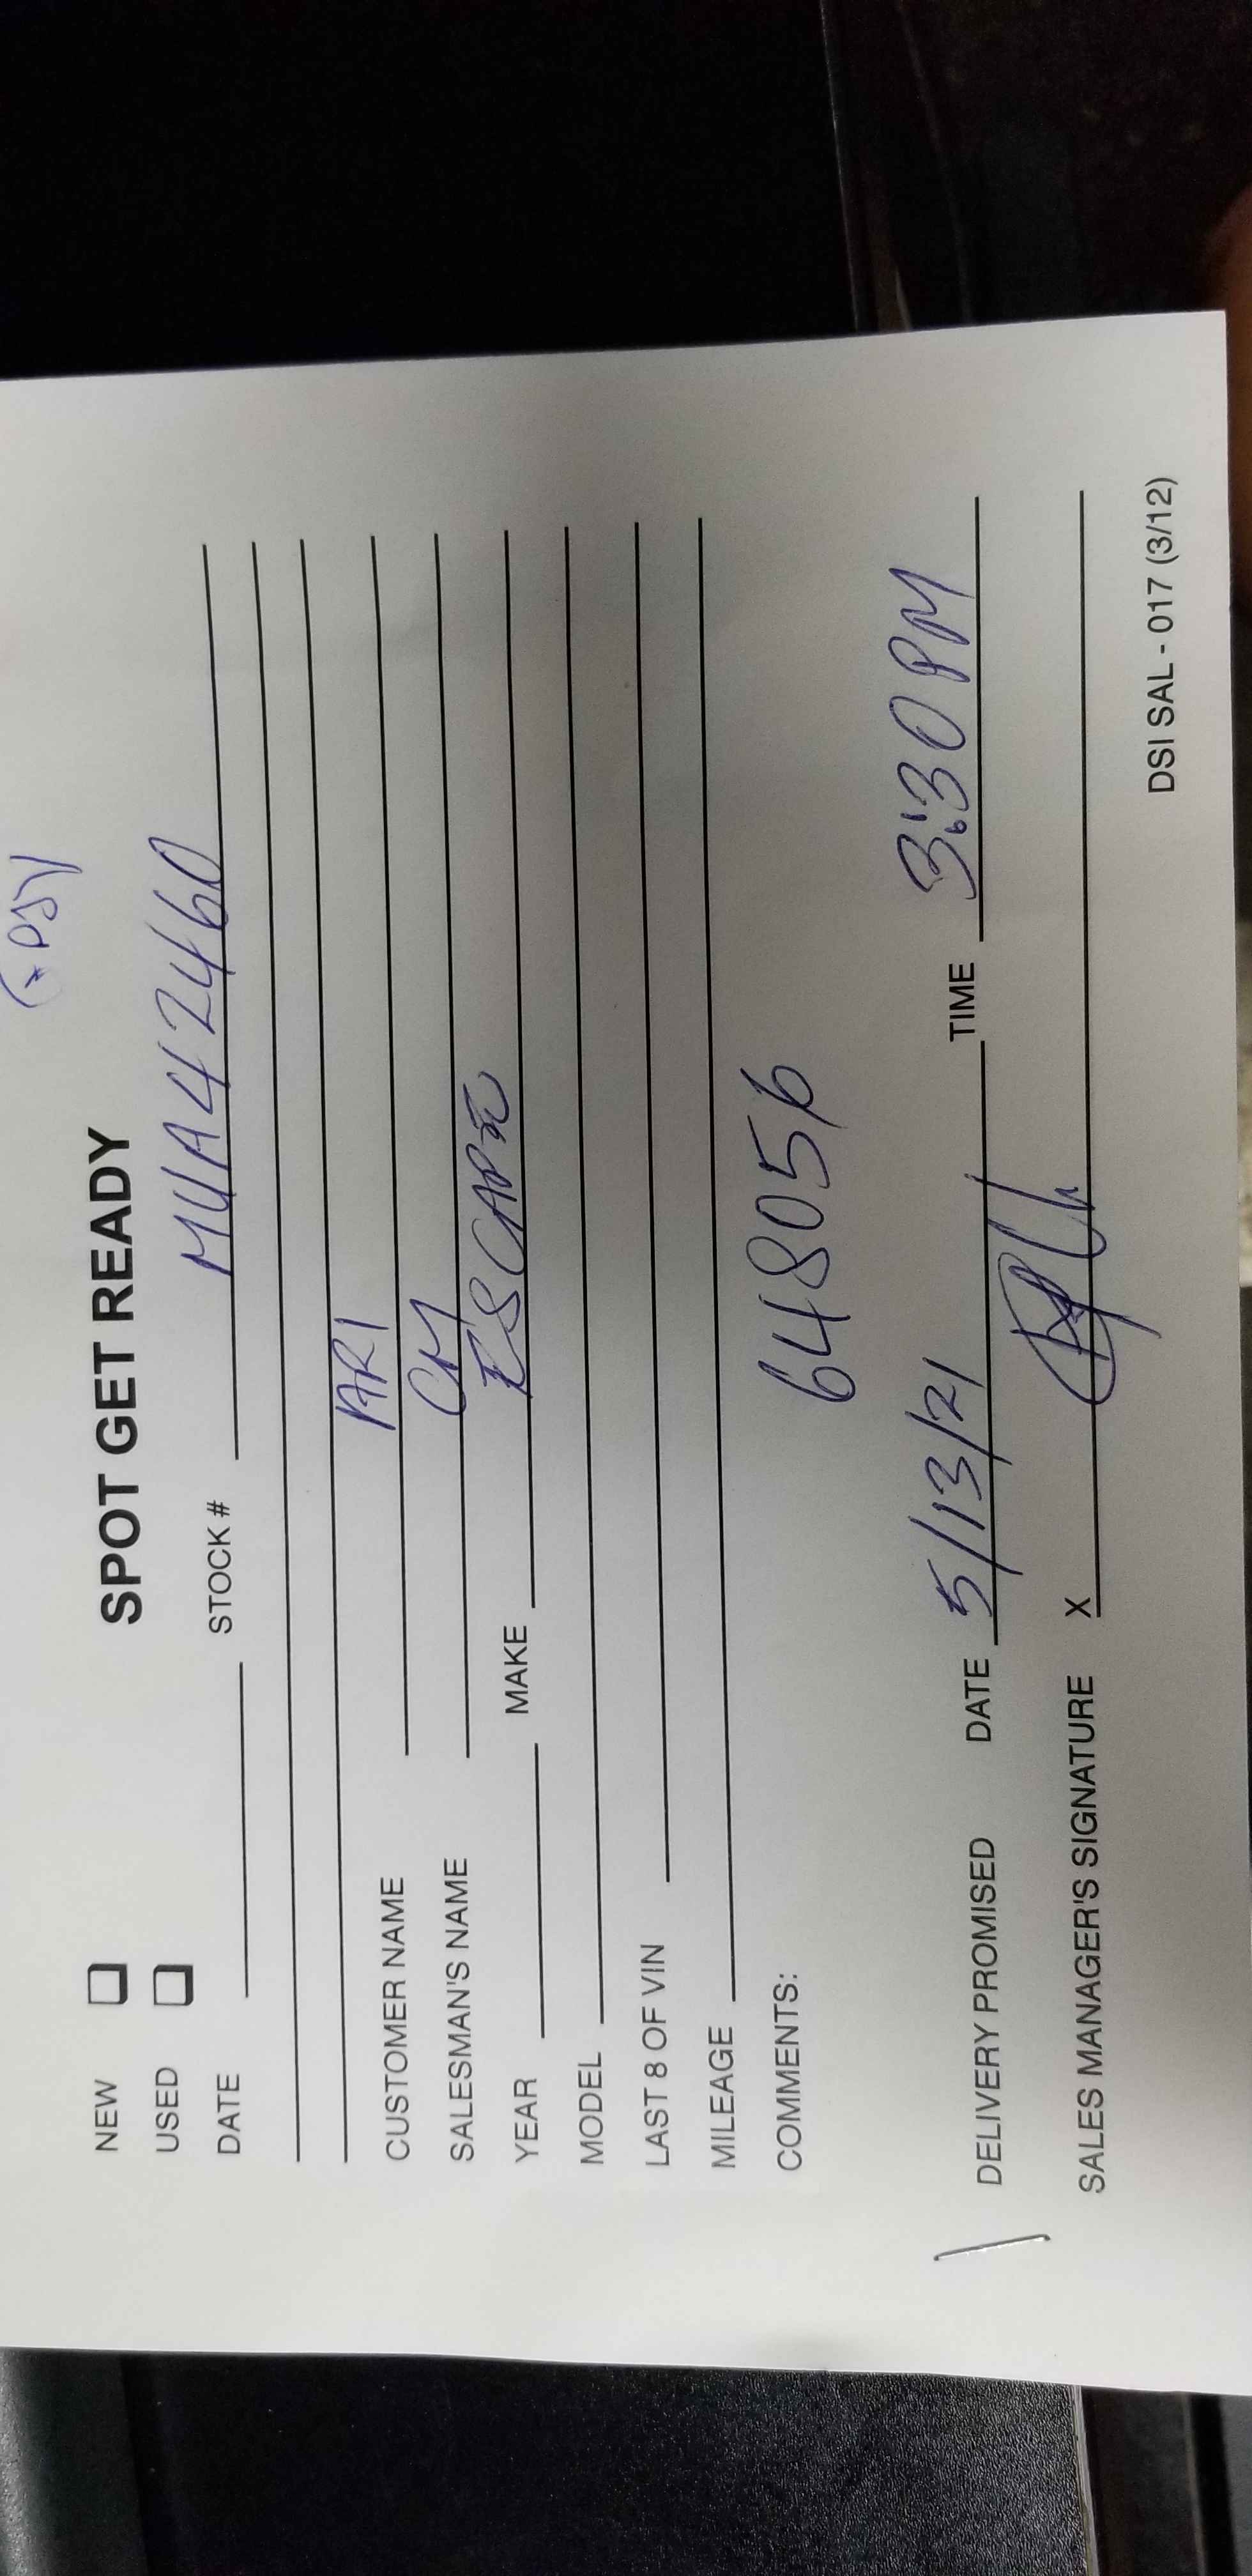 SPOT GET READY
NEW
USED
DATE STOCK # MUA42460
CUSTOMER NAME ARI
SALESMAN'S NAME CM
YEAR MAKE ESCAPE
MODEL
LAST 8 OF VIN
MILEAGE
COMMENTS: 648056
DELIVERY PROMISED DATE 5/13/21 TIME 3:30 PM
SALES MANAGER'S SIGNATURE X
DSI SAL - 017 (3/12)